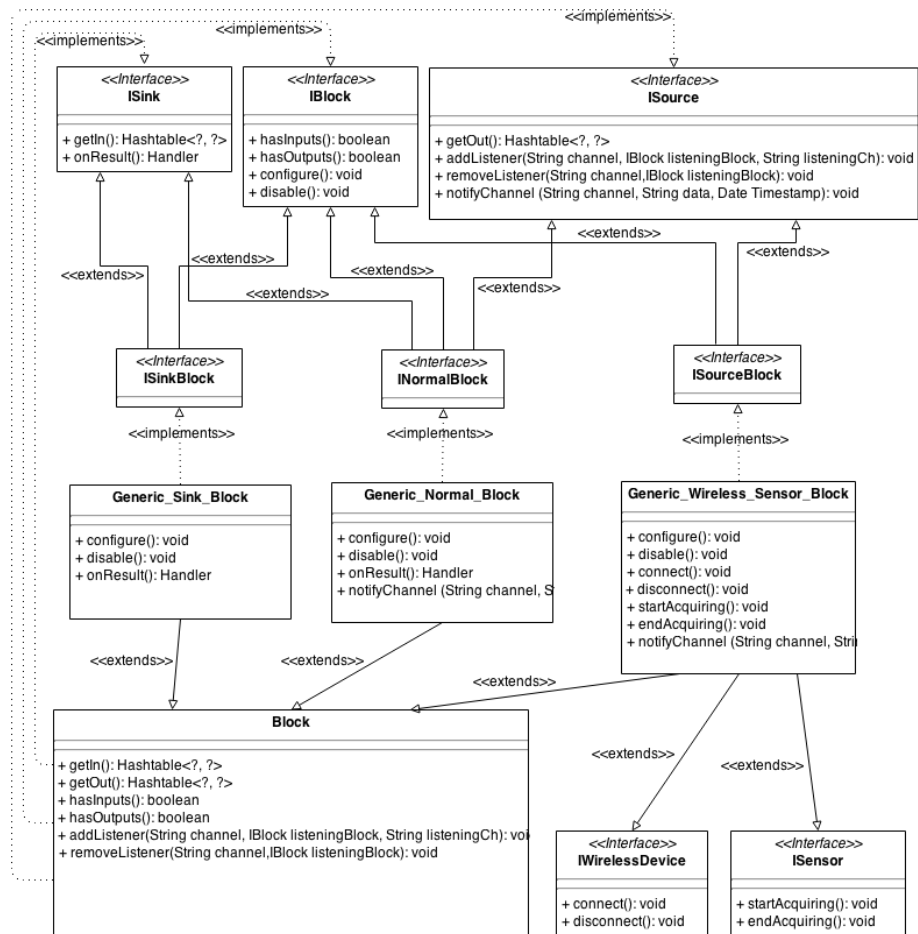 <<implements>>
<<implements>>
<<implements>>
<<Interface>>
ISink
+ getIn(): Hashtable<?, ?>
+ onResult(): Handler
<<Interface>>
IBlock
+ hasInputs(): boolean
+ hasOutputs(): boolean
+ configure(): void
+ disable(): void
<<Interface>>
ISource
+ getOut(): Hashtable<?, ?>
+ addListener(String channel, IBlock listeningBlock, String listeningCh): void
+ removeListener(String channel,IBlock listeningBlock): void
+ notifyChannel (String channel, String data, Date Timestamp): void
<<extends>>
<<extends>>
<<extends>>
<<extends>>
<<extends>>
<<extends>>
<<extends>>
<<Interface>>
ISinkBlock
<<Interface>>
INormalBlock
<<Interface>>
ISourceBlock
<<implements>>
<<implements>>
<<implements>>
Generic_Sink_Block
+ configure(): void
+ disable(): void
+ onResult(): Handler
Generic_Normal_Block
+ configure(): void
+ disable(): void
+ onResult(): Handler
+ notifyChannel (String channel, S
Generic_Wireless_Sensor_Block
+ configure(): void
+ disable(): void
+ connect(): void
+ disconnect(): void
+ startAcquiring(): void
+ endAcquiring(): void
+ notifyChannel (String channel, Stri
<<extends>>
<<extends>>
<<extends>>
<<extends>>
<<extends>>
Block
+ getIn(): Hashtable<?, ?>
+ getOut(): Hashtable<?, ?>
+ hasInputs(): boolean
+ hasOutputs(): boolean
+ addListener(String channel, IBlock listeningBlock, String listeningCh): voi
+ removeListener(String channel,IBlock listeningBlock): void
<<Interface>>
IWirelessDevice
+ connect(): void
+ disconnect(): void
<<Interface>>
ISensor
+ startAcquiring(): void
+ endAcquiring(): void